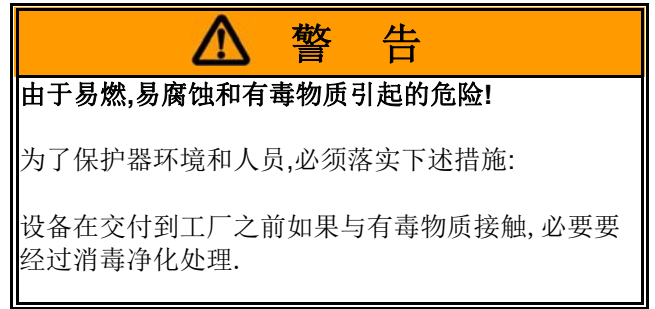 警 告
由于易燃,易腐蚀和有毒物质引起的危险!
为了保护器环境和人员,必须落实下述措施:
设备在交付到工厂之前如果与有毒物质接触, 必要要
经过消毒净化处理.